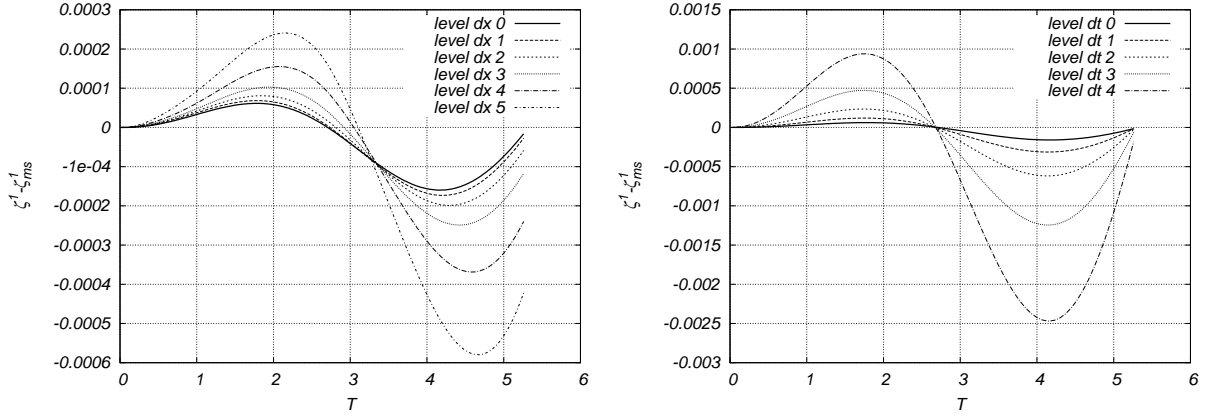 0.0003
0.0002
0.0001
0
-1e-04
-0.0002
-0.0003
-0.0004
-0.0005
-0.0006
0 1 2 3 4 5 6
T
ζ¹-ζ¹ms
level dx 0
level dx 1
level dx 2
level dx 3
level dx 4
level dx 5
0.0015
0.001
0.0005
0
-0.0005
-0.001
-0.0015
-0.002
-0.0025
-0.003
0 1 2 3 4 5 6
T
ζ¹-ζ¹ms
level dt 0
level dt 1
level dt 2
level dt 3
level dt 4